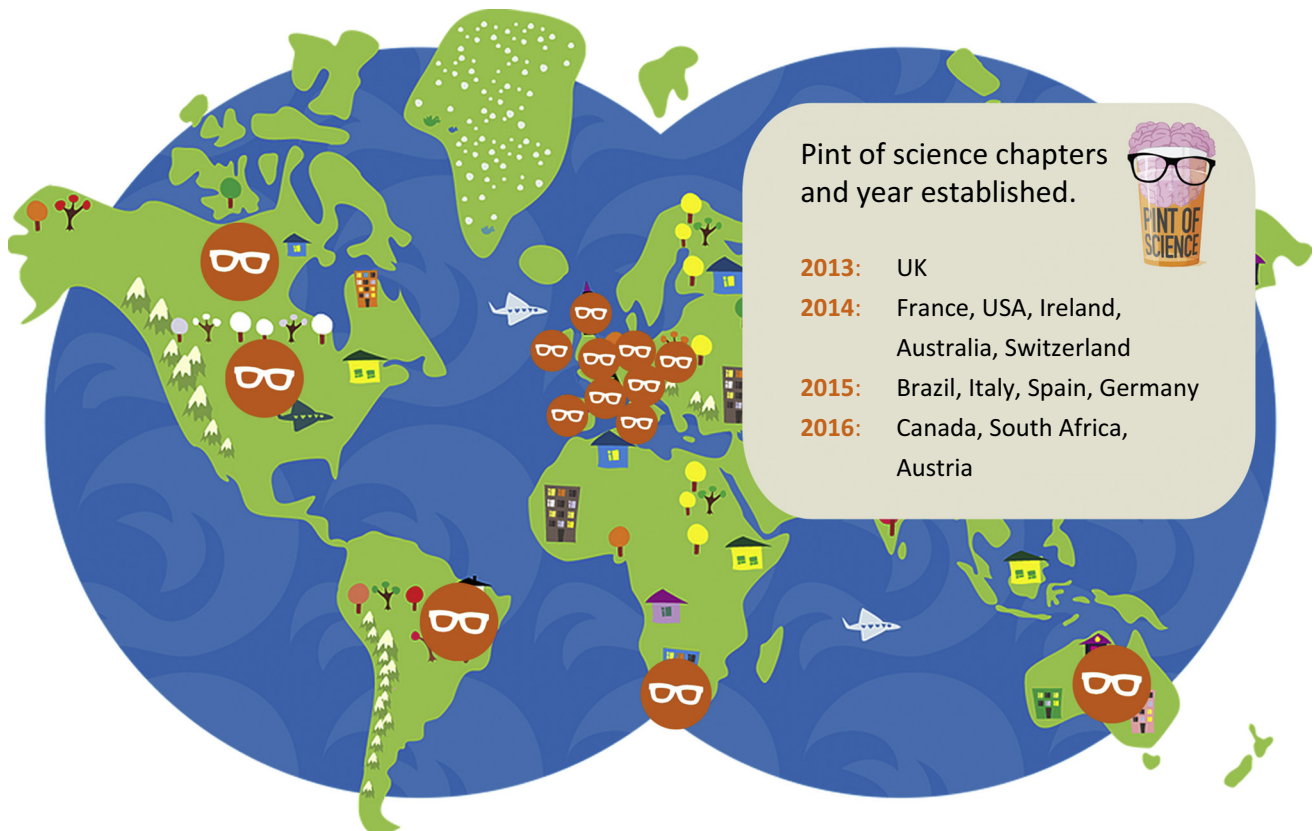 Pint of science chapters
and year established.
PINT OF
SCIENCE
2013: UK
2014: France, USA, Ireland,
Australia, Switzerland
2015: Brazil, Italy, Spain, Germany
2016: Canada, South Africa,
Austria